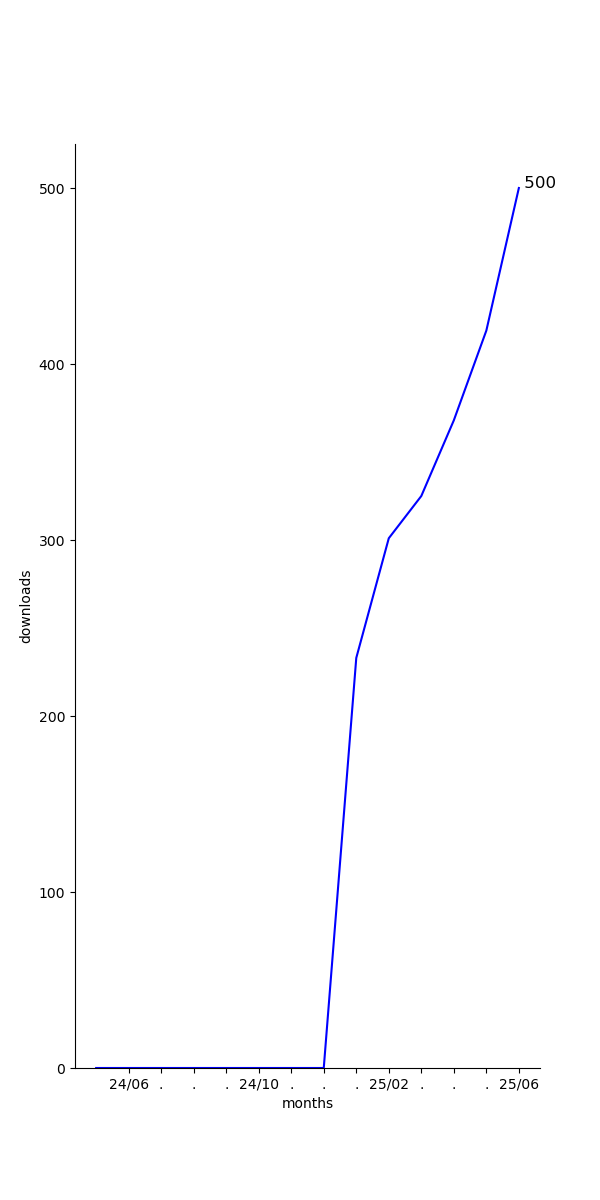 500
500
400
300
200
100
0
downloads
24/06 . . . 24/10 . . . 25/02 . . . 25/06
months